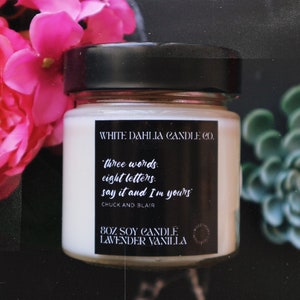 WHITE DAHLIA CANDLE CO.
"three words.
eight letters.
say it and I'm yours"
CHUCK AND BLAIR
8OZ SOY CANDLE
LAVENDER VANILLA